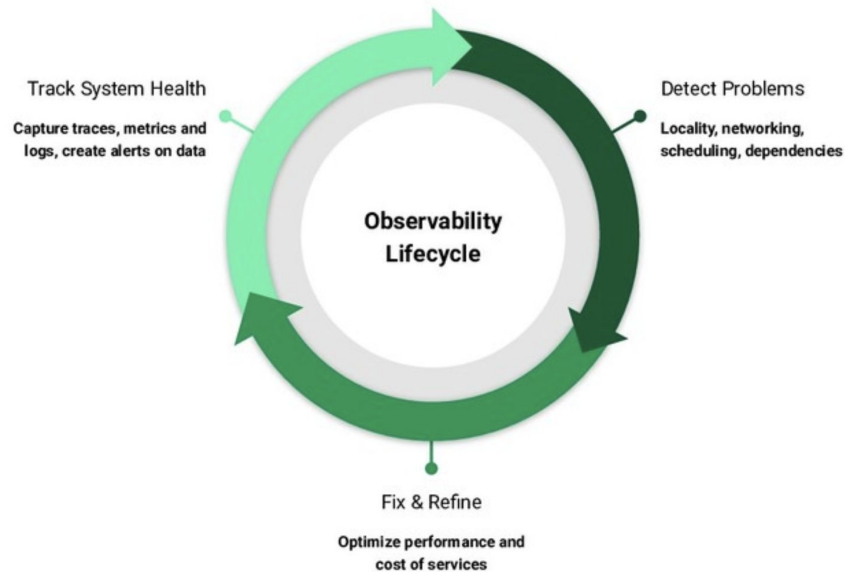 Track System Health
Capture traces, metrics and
logs, create alerts on data
Detect Problems
Locality, networking,
scheduling, dependencies
Observability
Lifecycle
Fix & Refine
Optimize performance and
cost of services